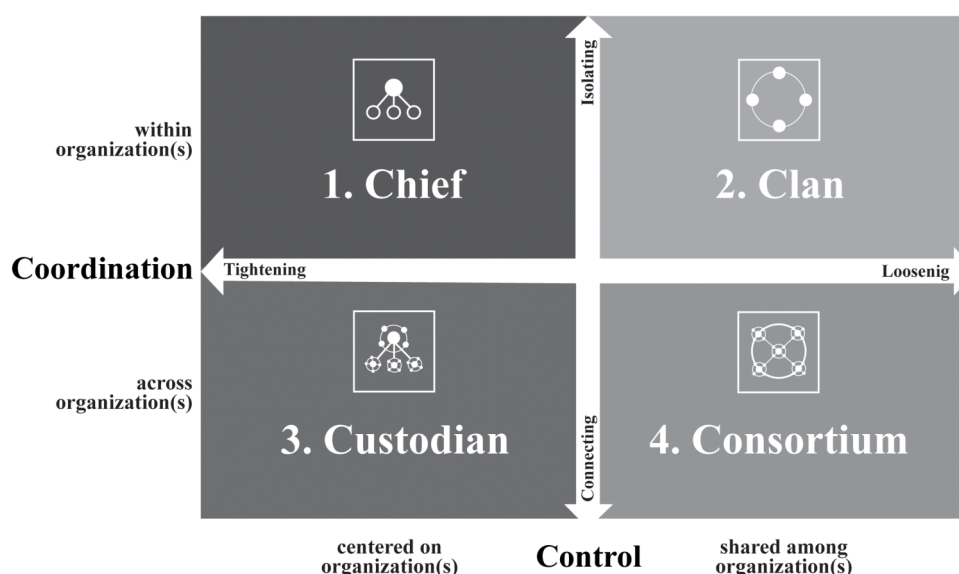 Isolating
within
organization(s)
1. Chief
2. Clan
Coordination
Tightening
Loosenig
across
organization(s)
3. Custodian
4. Consortium
Connecting
centered on
organization(s)
Control
shared among
organization(s)